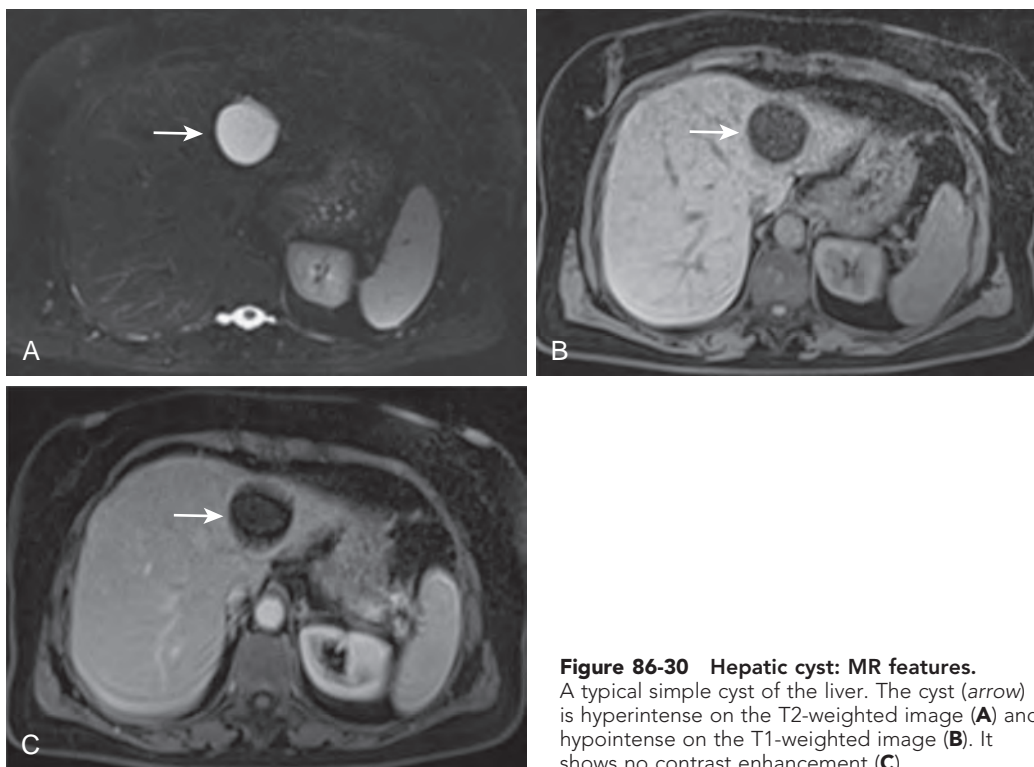 A
B
C
Figure 86-30 Hepatic cyst: MR features.
A typical simple cyst of the liver. The cyst (arrow)
is hyperintense on the T2-weighted image (A) and
hypointense on the T1-weighted image (B). It
shows no contrast enhancement (C).